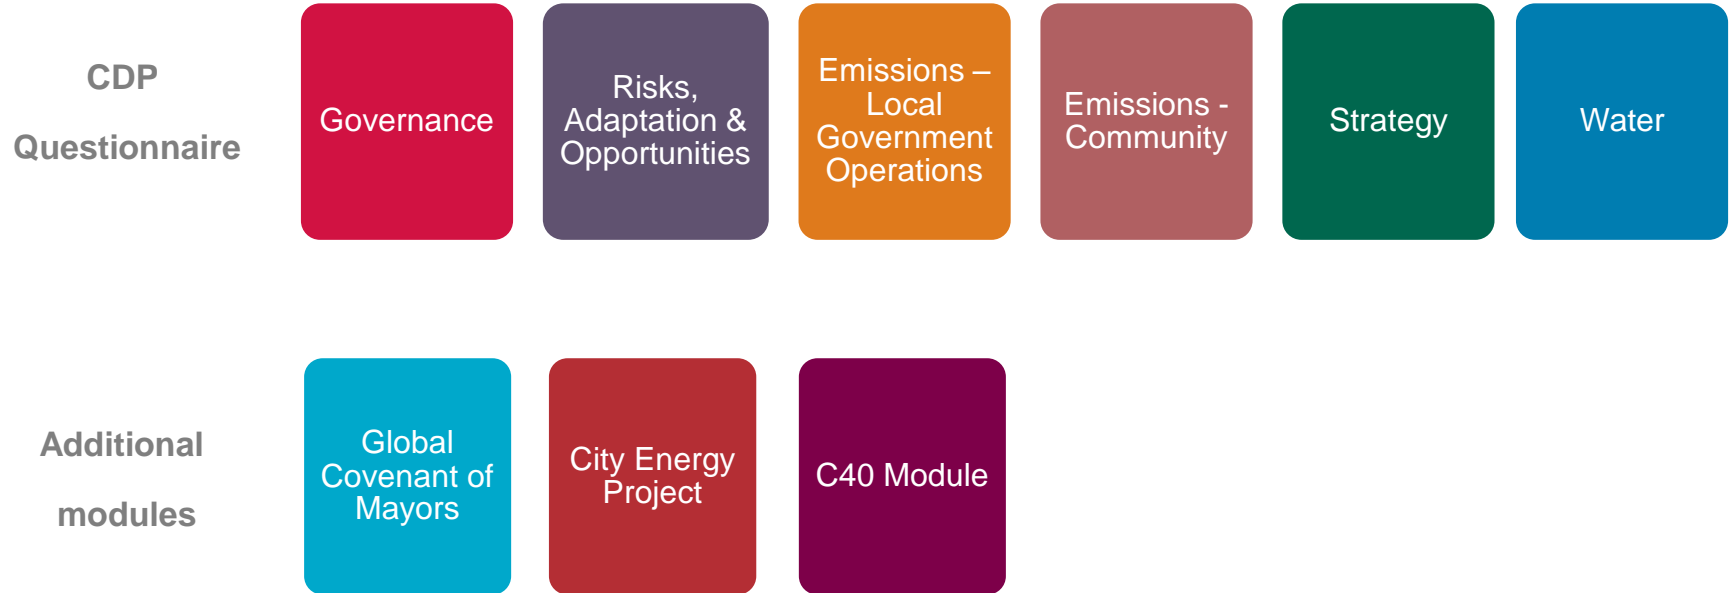 CDP
Questionnaire
Governance
Risks,
Adaptation &
Opportunities
Emissions –
Local
Government
Operations
Emissions -
Community
Strategy
Water
Additional
modules
Global
Covenant of
Mayors
City Energy
Project
C40 Module